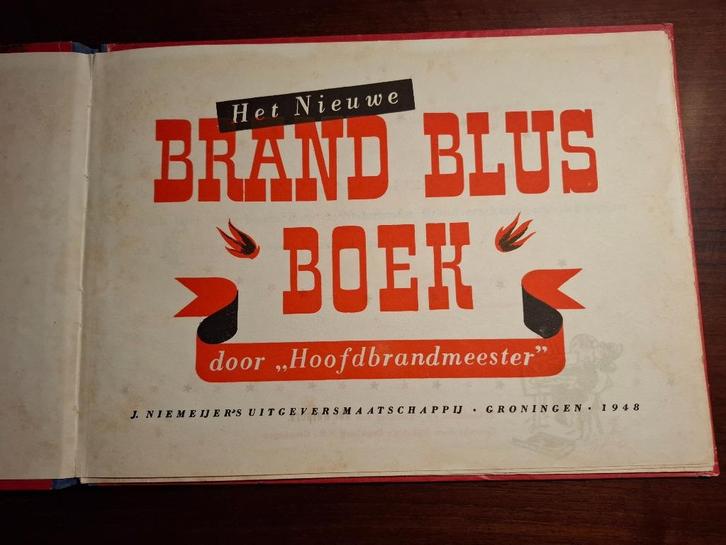 Het Nieuwe
BRAND BLUS
BOEK
door „Hoofdbrandmeester”
J. NIEMEIJER'S UITGEVERSMAATSCHAPPIJ · GRONINGEN · 1948